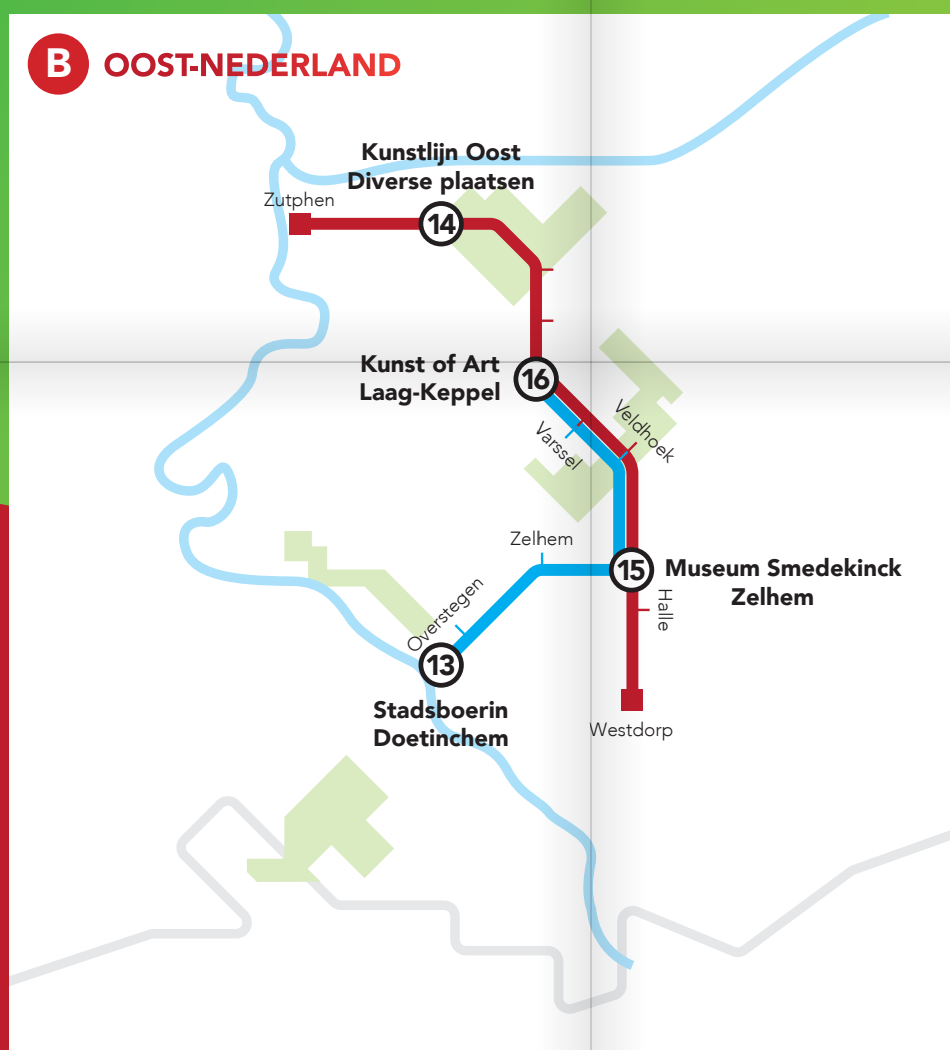 B OOST-NEDERLAND
Kunstlijn Oost
Diverse plaatsen
Zutphen
14
Kunst of Art
Laag-Keppel
16
Veldhoek
Varssel
Zelhem
15
Museum Smedekinck
Zelhem
Halle
Overstegen
13
Stadsboerin
Doetinchem
Westdorp